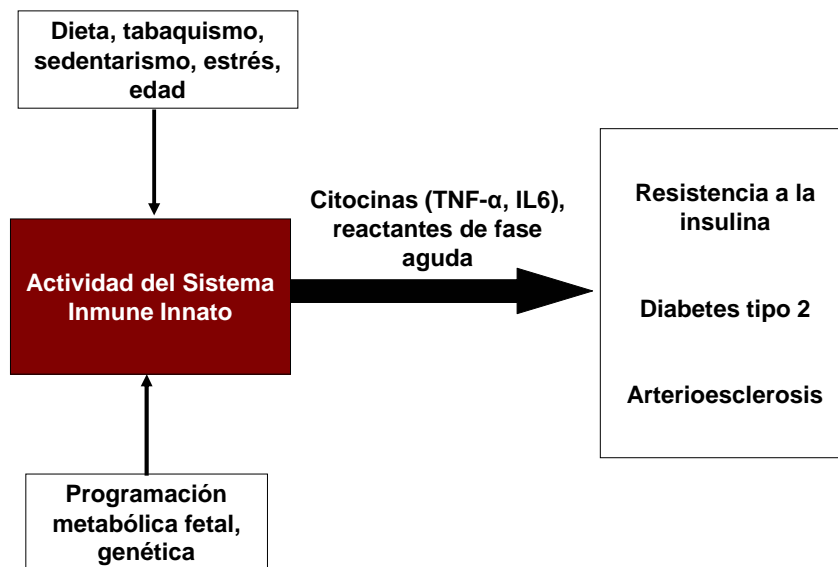 Dieta, tabaquismo,
sedentarismo, estrés,
edad
Citocinas (TNF-α, IL6),
reactantes de fase
aguda
Actividad del Sistema
Inmune Innato
Resistencia a la
insulina
Diabetes tipo 2
Arterioesclerosis
Programación
metabólica fetal,
genética